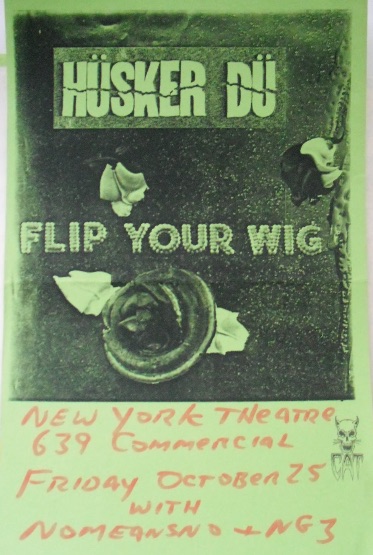 HÜSKER DÜ
FLIP YOUR WIG
NEW YORK THEATRE
639 COMMERCIAL
CAT
FRIDAY OCTOBER 25
WITH
NOMEANSNO + NG3